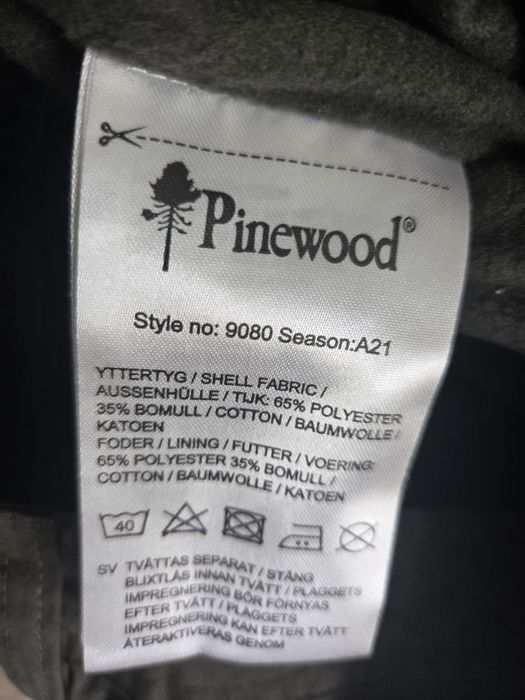 Pinewood®
Style no: 9080 Season:A21
YTTERTYG / SHELL FABRIC /
AUSSENHÜLLE / TIJK: 65% POLYESTER
35% BOMULL / COTTON / BAUMWOLLE /
KATOEN
FODER / LINING / FUTTER / VOERING:
65% POLYESTER 35% BOMULL /
COTTON / BAUMWOLLE / KATOEN
40
SV TVÄTTAS SEPARAT / STÄNG
BLIXTLÅS INNAN TVÄTT / PLAGGETS
IMPREGNERING BÖR FÖRNYAS
EFTER TVÄTT / PLAGGETS
IMPREGNERING KAN EFTER TVÄTT
ÅTERAKTIVERAS GENOM